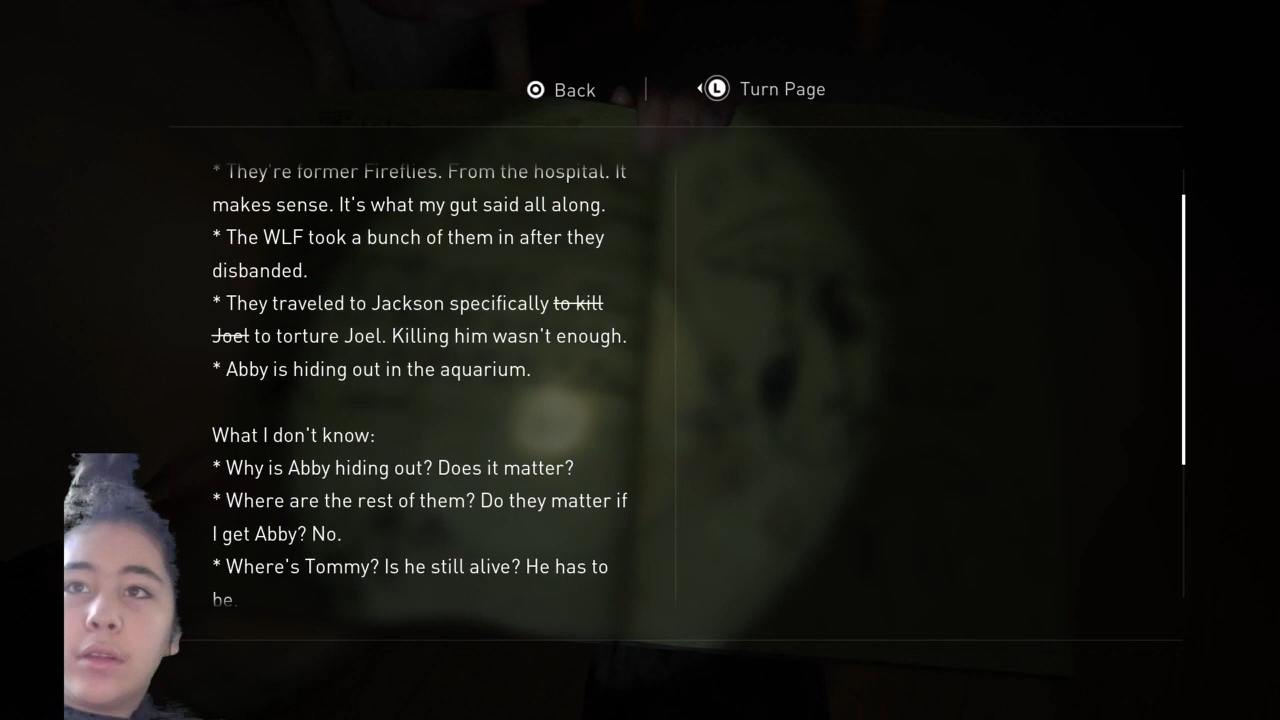 Back
L Turn Page
* They're former Fireflies. From the hospital. It
makes sense. It's what my gut said all along.
* The WLF took a bunch of them in after they
disbanded.
* They traveled to Jackson specifically to kill
Joel to torture Joel. Killing him wasn't enough.
* Abby is hiding out in the aquarium.
What I don't know:
* Why is Abby hiding out? Does it matter?
* Where are the rest of them? Do they matter if
I get Abby? No.
* Where's Tommy? Is he still alive? He has to
be.